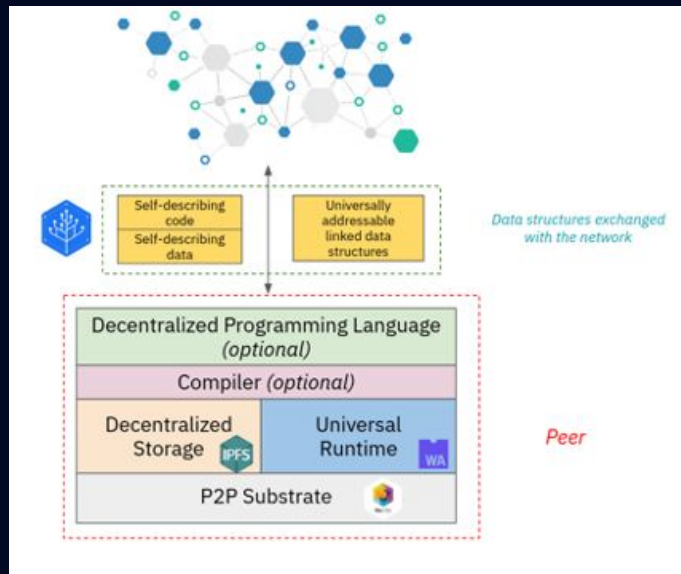 Self-describing
code
Self-describing
data
Universally
addressable
linked data
structures
Data structures exchanged
with the network
Decentralized Programming Language
(optional)
Compiler (optional)
Decentralized
Storage
IPFS
Universal
Runtime
WA
P2P Substrate
Peer